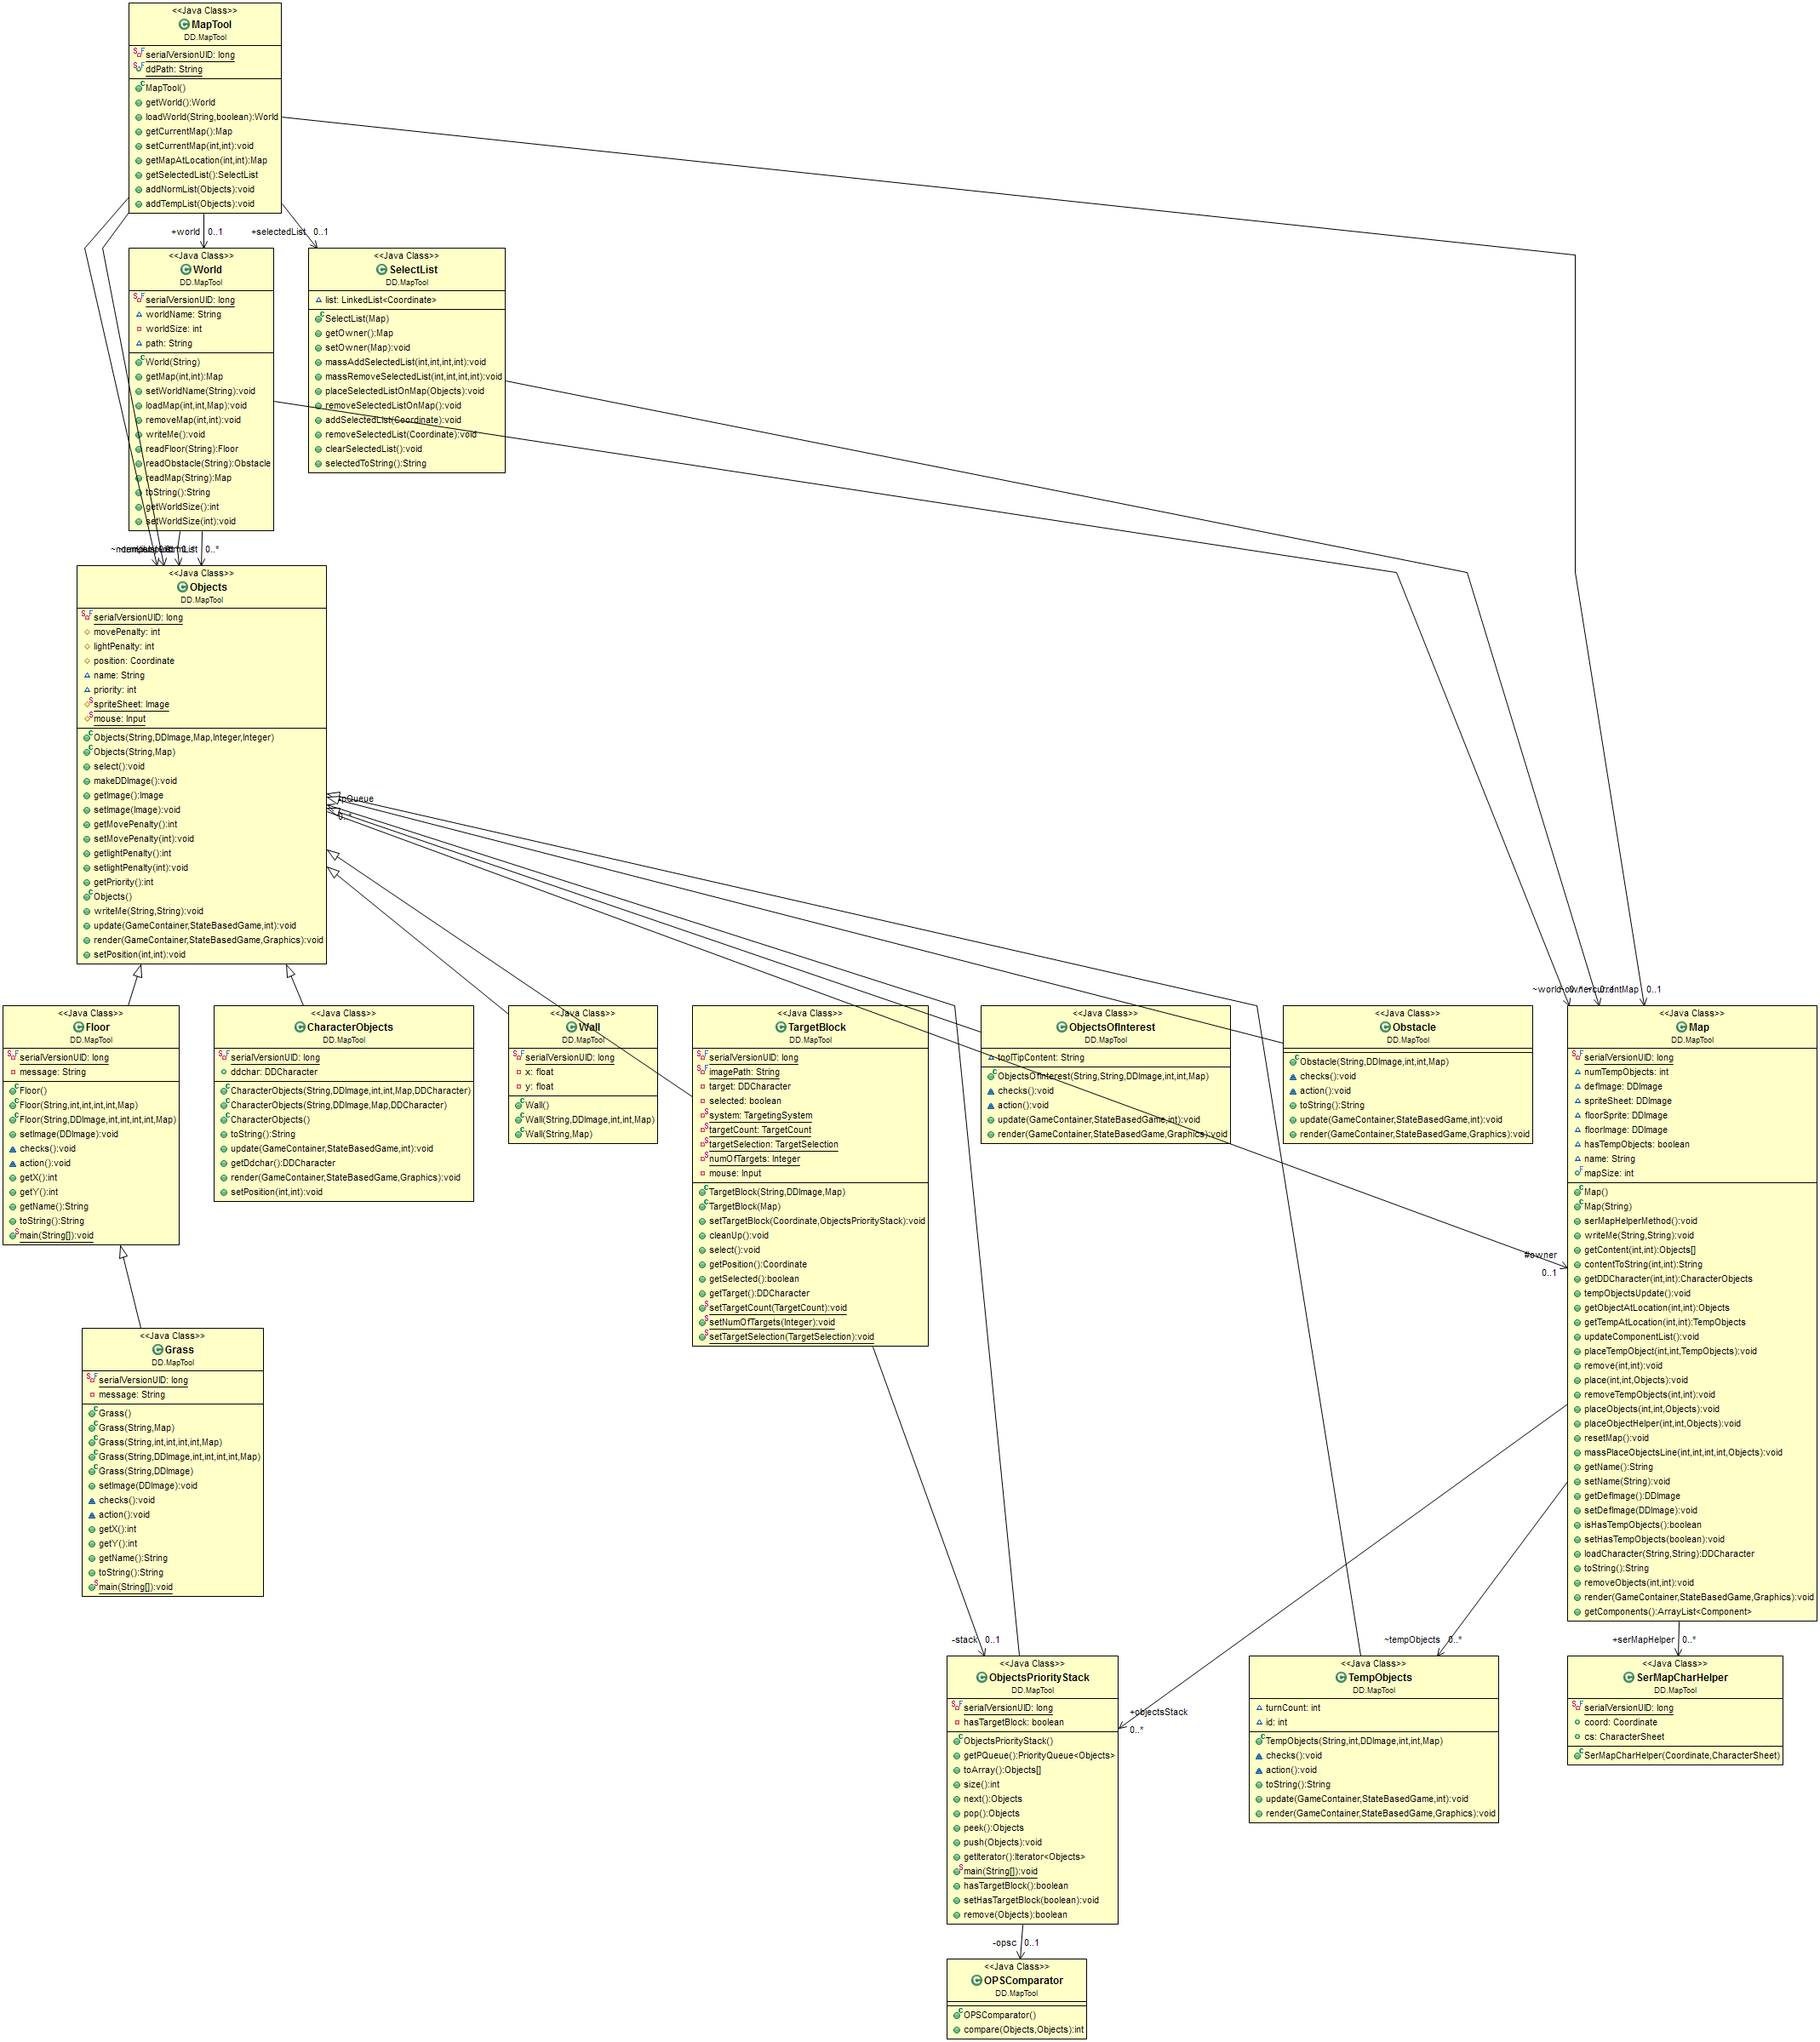 <<Java Class>>
MapTool
DD.MapTool
serialVersionUID: long
ddPath: String
MapTool()
getWorld():World
loadWorld(String,boolean):World
getCurrentMap():Map
setCurrentMap(int,int):void
getMapAtLocation(int,int):Map
getSelectedList():SelectList
addNormList(Objects):void
addTempList(Objects):void
+world 0..1
+selectedList 0..1
<<Java Class>>
World
DD.MapTool
serialVersionUID: long
worldName: String
worldSize: int
path: String
World(String)
getMap(int,int):Map
setWorldName(String):void
loadMap(int,int,Map):void
removeMap(int,int):void
writeMe():void
readFloor(String):Floor
readObstacle(String):Obstacle
readMap(String):Map
toString():String
getWorldSize():int
setWorldSize(int):void
<<Java Class>>
SelectList
DD.MapTool
list: LinkedList<Coordinate>
SelectList(Map)
getOwner():Map
setOwner(Map):void
massAddSelectedList(int,int,int,int):void
massRemoveSelectedList(int,int,int,int):void
placeSelectedListOnMap(Objects):void
removeSelectedListOnMap():void
addSelectedList(Coordinate):void
removeSelectedList(Coordinate):void
clearSelectedList():void
selectedToString():String
0..*
<<Java Class>>
Objects
DD.MapTool
serialVersionUID: long
movePenalty: int
lightPenalty: int
position: Coordinate
name: String
priority: int
spriteSheet: Image
mouse: Input
Objects(String,DDImage,Map,Integer,Integer)
Objects(String,Map)
select():void
makeDDImage():void
getImage():Image
setImage(Image):void
getMovePenalty():int
setMovePenalty(int):void
getlightPenalty():int
setlightPenalty(int):void
getPriority():int
Objects()
writeMe(String,String):void
update(GameContainer,StateBasedGame,int):void
render(GameContainer,StateBasedGame,Graphics):void
setPosition(int,int):void
pQueue
0..*
<<Java Class>>
Floor
DD.MapTool
serialVersionUID: long
message: String
Floor()
Floor(String,int,int,int,int,Map)
Floor(String,DDImage,int,int,int,int,Map)
setImage(DDImage):void
checks():void
action():void
getX():int
getY():int
getName():String
toString():String
main(String[]):void
<<Java Class>>
CharacterObjects
DD.MapTool
serialVersionUID: long
ddchar: DDCharacter
CharacterObjects(String,DDImage,int,int,Map,DDCharacter)
CharacterObjects(String,DDImage,Map,DDCharacter)
CharacterObjects()
toString():String
update(GameContainer,StateBasedGame,int):void
getDdchar():DDCharacter
render(GameContainer,StateBasedGame,Graphics):void
setPosition(int,int):void
<<Java Class>>
Wall
DD.MapTool
serialVersionUID: long
x: float
y: float
Wall()
Wall(String,DDImage,int,int,Map)
Wall(String,Map)
<<Java Class>>
TargetBlock
DD.MapTool
serialVersionUID: long
imagePath: String
target: DDCharacter
selected: boolean
system: TargetingSystem
targetCount: TargetCount
targetSelection: TargetSelection
numOfTargets: Integer
mouse: Input
TargetBlock(String,DDImage,Map)
TargetBlock(Map)
setTargetBlock(Coordinate,ObjectsPriorityStack):void
cleanUp():void
select():void
getPosition():Coordinate
getSelected():boolean
getTarget():DDCharacter
setTargetCount(TargetCount):void
setNumOfTargets(Integer):void
setTargetSelection(TargetSelection):void
<<Java Class>>
ObjectsOfInterest
DD.MapTool
toolTipContent: String
ObjectsOfInterest(String,String,DDImage,int,int,Map)
checks():void
action():void
update(GameContainer,StateBasedGame,int):void
render(GameContainer,StateBasedGame,Graphics):void
<<Java Class>>
Obstacle
DD.MapTool
Obstacle(String,DDImage,int,int,Map)
checks():void
action():void
toString():String
update(GameContainer,StateBasedGame,int):void
render(GameContainer,StateBasedGame,Graphics):void
0..1
<<Java Class>>
Map
DD.MapTool
serialVersionUID: long
numTempObjects: int
defImage: DDImage
spriteSheet: DDImage
floorSprite: DDImage
floorImage: DDImage
hasTempObjects: boolean
name: String
mapSize: int
Map()
Map(String)
serMapHelperMethod():void
writeMe(String,String):void
getContent(int,int):Objects[]
contentToString(int,int):String
getDDCharacter(int,int):CharacterObjects
tempObjectsUpdate():void
getObjectAtLocation(int,int):Objects
getTempAtLocation(int,int):TempObjects
updateComponentList():void
placeTempObject(int,int,TempObjects):void
remove(int,int):void
place(int,int,Objects):void
removeTempObjects(int,int):void
placeObjects(int,int,Objects):void
placeObjectHelper(int,int,Objects):void
resetMap():void
massPlaceObjectsLine(int,int,int,int,Objects):void
getName():String
setName(String):void
getDefImage():DDImage
setDefImage(DDImage):void
isHasTempObjects():boolean
setHasTempObjects(boolean):void
loadCharacter(String,String):DDCharacter
toString():String
removeObjects(int,int):void
render(GameContainer,StateBasedGame,Graphics):void
getComponents():ArrayList<Component>
#owner
0..1
<<Java Class>>
Grass
DD.MapTool
serialVersionUID: long
message: String
Grass()
Grass(String,Map)
Grass(String,int,int,int,int,Map)
Grass(String,DDImage,int,int,int,int,Map)
Grass(String,DDImage)
setImage(DDImage):void
checks():void
action():void
getX():int
getY():int
getName():String
toString():String
main(String[]):void
-stack 0..1
~tempObjects 0..*
+serMapHelper 0..*
+objectsStack
0..*
<<Java Class>>
ObjectsPriorityStack
DD.MapTool
serialVersionUID: long
hasTargetBlock: boolean
ObjectsPriorityStack()
getPQueue():PriorityQueue<Objects>
toArray():Objects[]
size():int
next():Objects
pop():Objects
peek():Objects
push(Objects):void
getIterator():Iterator<Objects>
main(String[]):void
hasTargetBlock():boolean
setHasTargetBlock(boolean):void
remove(Objects):boolean
<<Java Class>>
TempObjects
DD.MapTool
turnCount: int
id: int
TempObjects(String,int,DDImage,int,int,Map)
checks():void
action():void
toString():String
update(GameContainer,StateBasedGame,int):void
render(GameContainer,StateBasedGame,Graphics):void
<<Java Class>>
SerMapCharHelper
DD.MapTool
serialVersionUID: long
coord: Coordinate
cs: CharacterSheet
SerMapCharHelper(Coordinate,CharacterSheet)
-opsc 0..1
<<Java Class>>
OPSComparator
DD.MapTool
OPSComparator()
compare(Objects,Objects):int